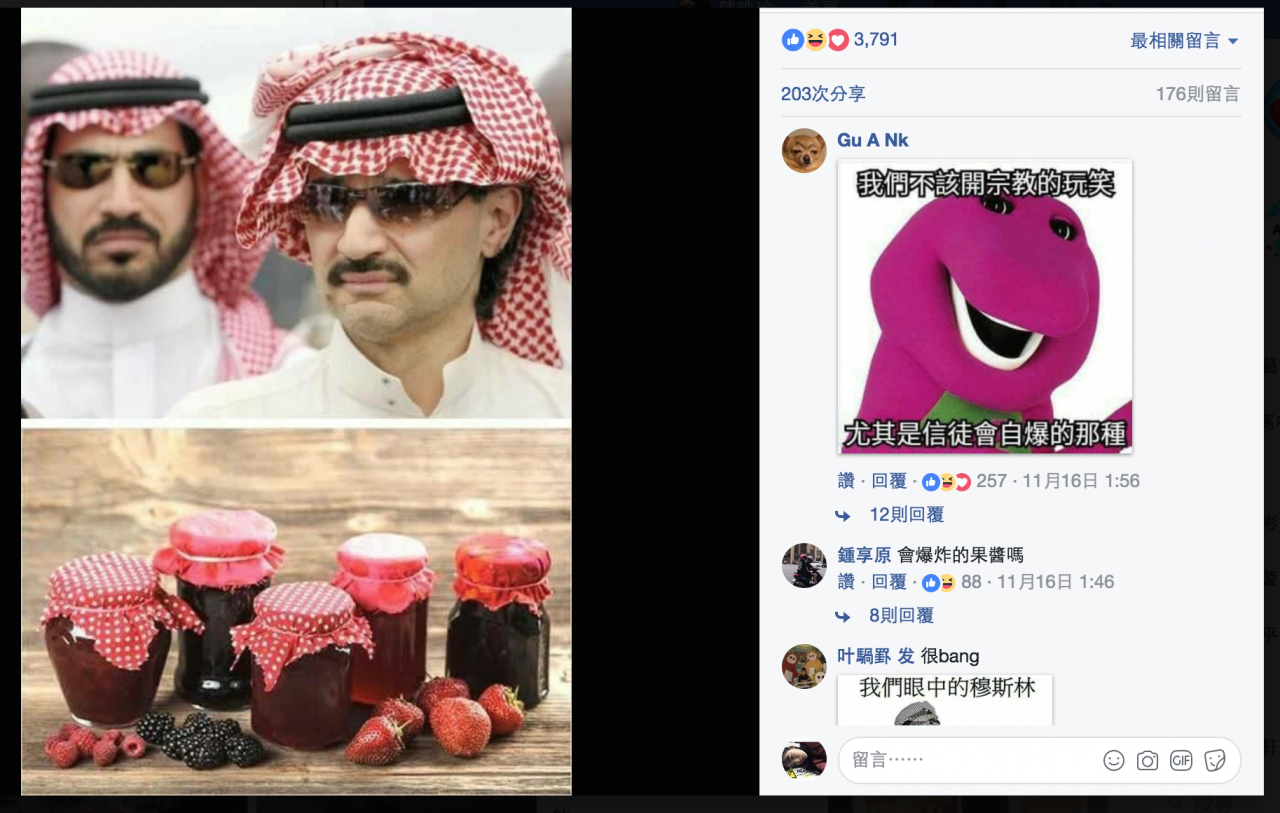 3,791
最相關留言
203次分享
176則留言
Gu A Nk
我們不該開宗教的玩笑
尤其是信徒會自爆的那種
讚 · 回覆 · 257 · 11月16日 1:56
12則回覆
鍾享原 會爆炸的果醬嗎
讚 · 回覆 · 88 · 11月16日 1:46
8則回覆
叶騧罫 发 很bang
我們眼中的穆斯林
留言⋯⋯
GIF